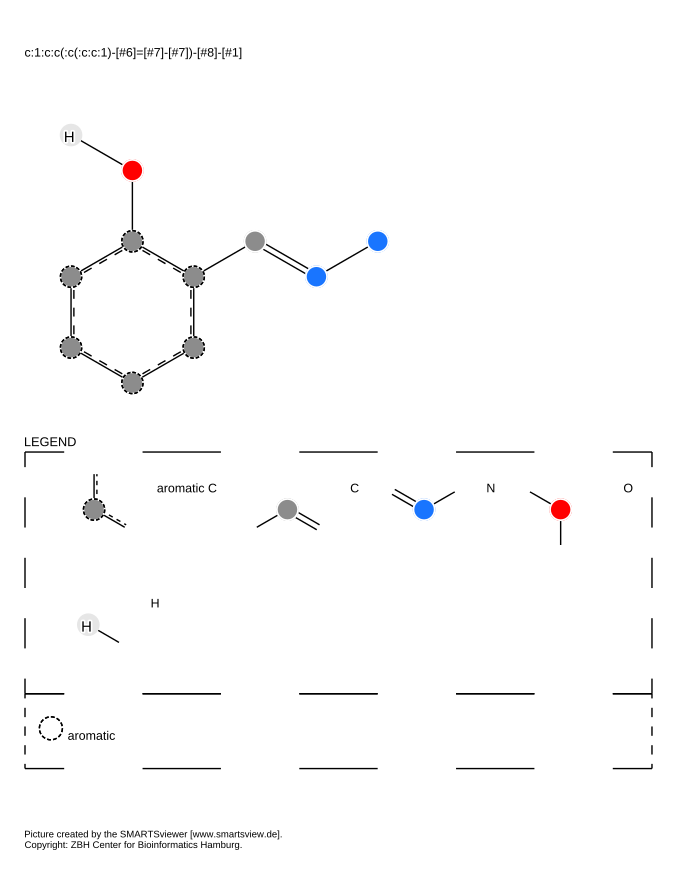 c:1:c:c(:c(:c:c:1)-[#6]=[#7]-[#7])-[#8]-[#1]
H
LEGEND
aromatic C C N O
H
H
aromatic
Picture created by the SMARTSviewer [www.smartsview.de].
Copyright: ZBH Center for Bioinformatics Hamburg.